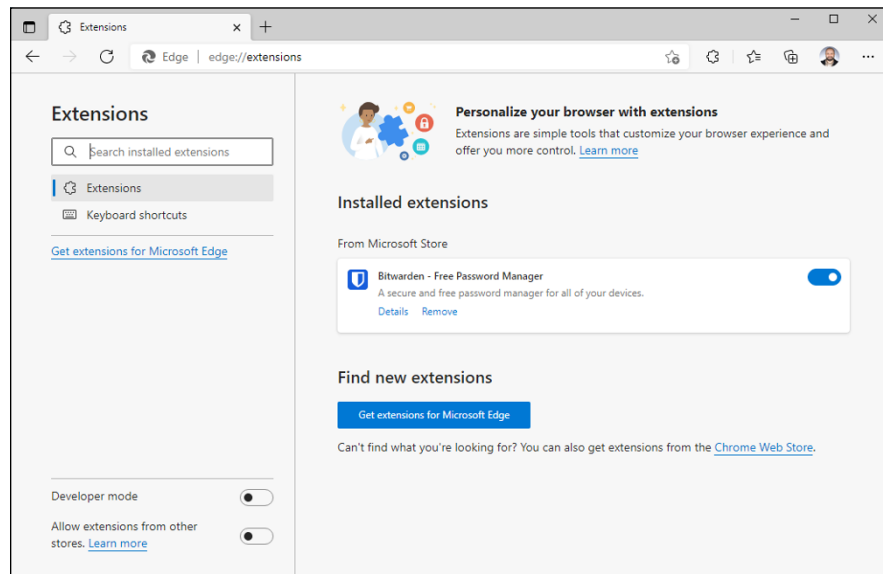 Extensions
Edge | edge://extensions
Extensions
Search installed extensions
Extensions
Keyboard shortcuts
Get extensions for Microsoft Edge
Developer mode
Allow extensions from other
stores. Learn more
Personalize your browser with extensions
Extensions are simple tools that customize your browser experience and
offer you more control. Learn more
Installed extensions
From Microsoft Store
Bitwarden - Free Password Manager
A secure and free password manager for all of your devices.
Details Remove
Find new extensions
Get extensions for Microsoft Edge
Can't find what you're looking for? You can also get extensions from the Chrome Web Store.